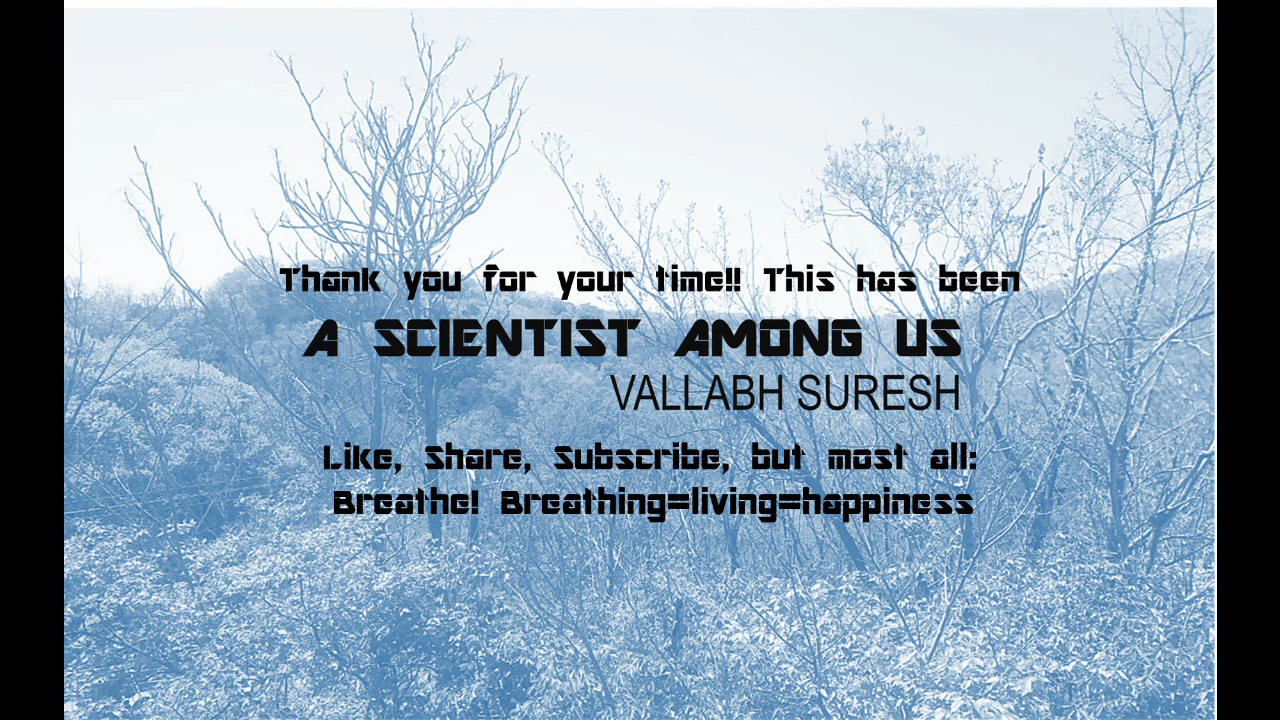 Thank you for your time!! This has been
A SCIENTIST AMONG US
VALLABH SURESH
Like, Share, Subscribe, but most all:
Breathe! Breathing=living=happiness